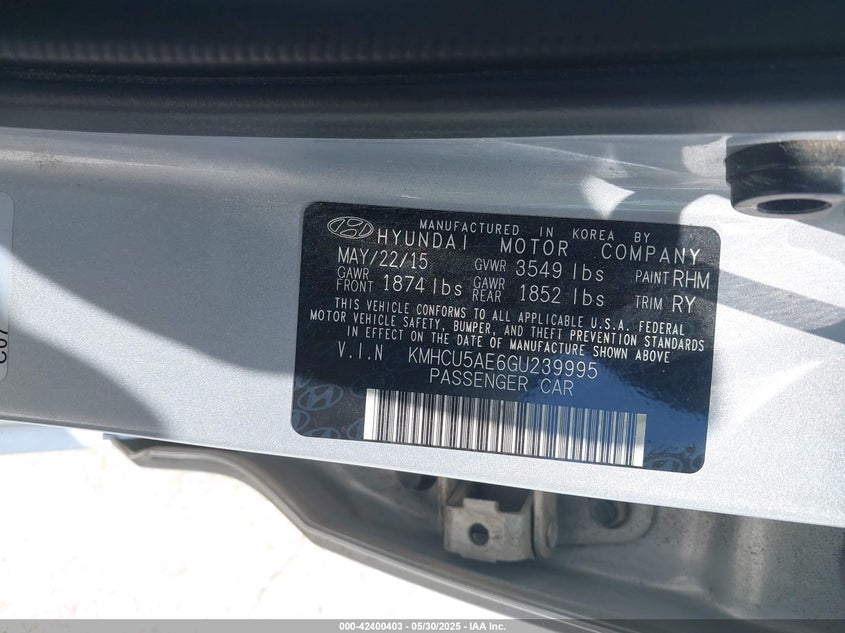 MANUFACTURED IN KOREA BY
HYUNDAI MOTOR COMPANY
MAY/22/15 GVWR 3549 lbs PAINT RHM
GAWR FRONT 1874 lbs GAWR REAR 1852 lbs TRIM RY
THIS VEHICLE CONFORMS TO ALL APPLICABLE U.S.A. FEDERAL
MOTOR VEHICLE SAFETY, BUMPER, AND THEFT PREVENTION STANDARDS
IN EFFECT ON THE DATE OF MANUFACTURE SHOWN ABOVE
V.I.N KMHCU5AE6GU239995
PASSENGER CAR
C07
000-42400403 - 05/30/2025 - IAA Inc.